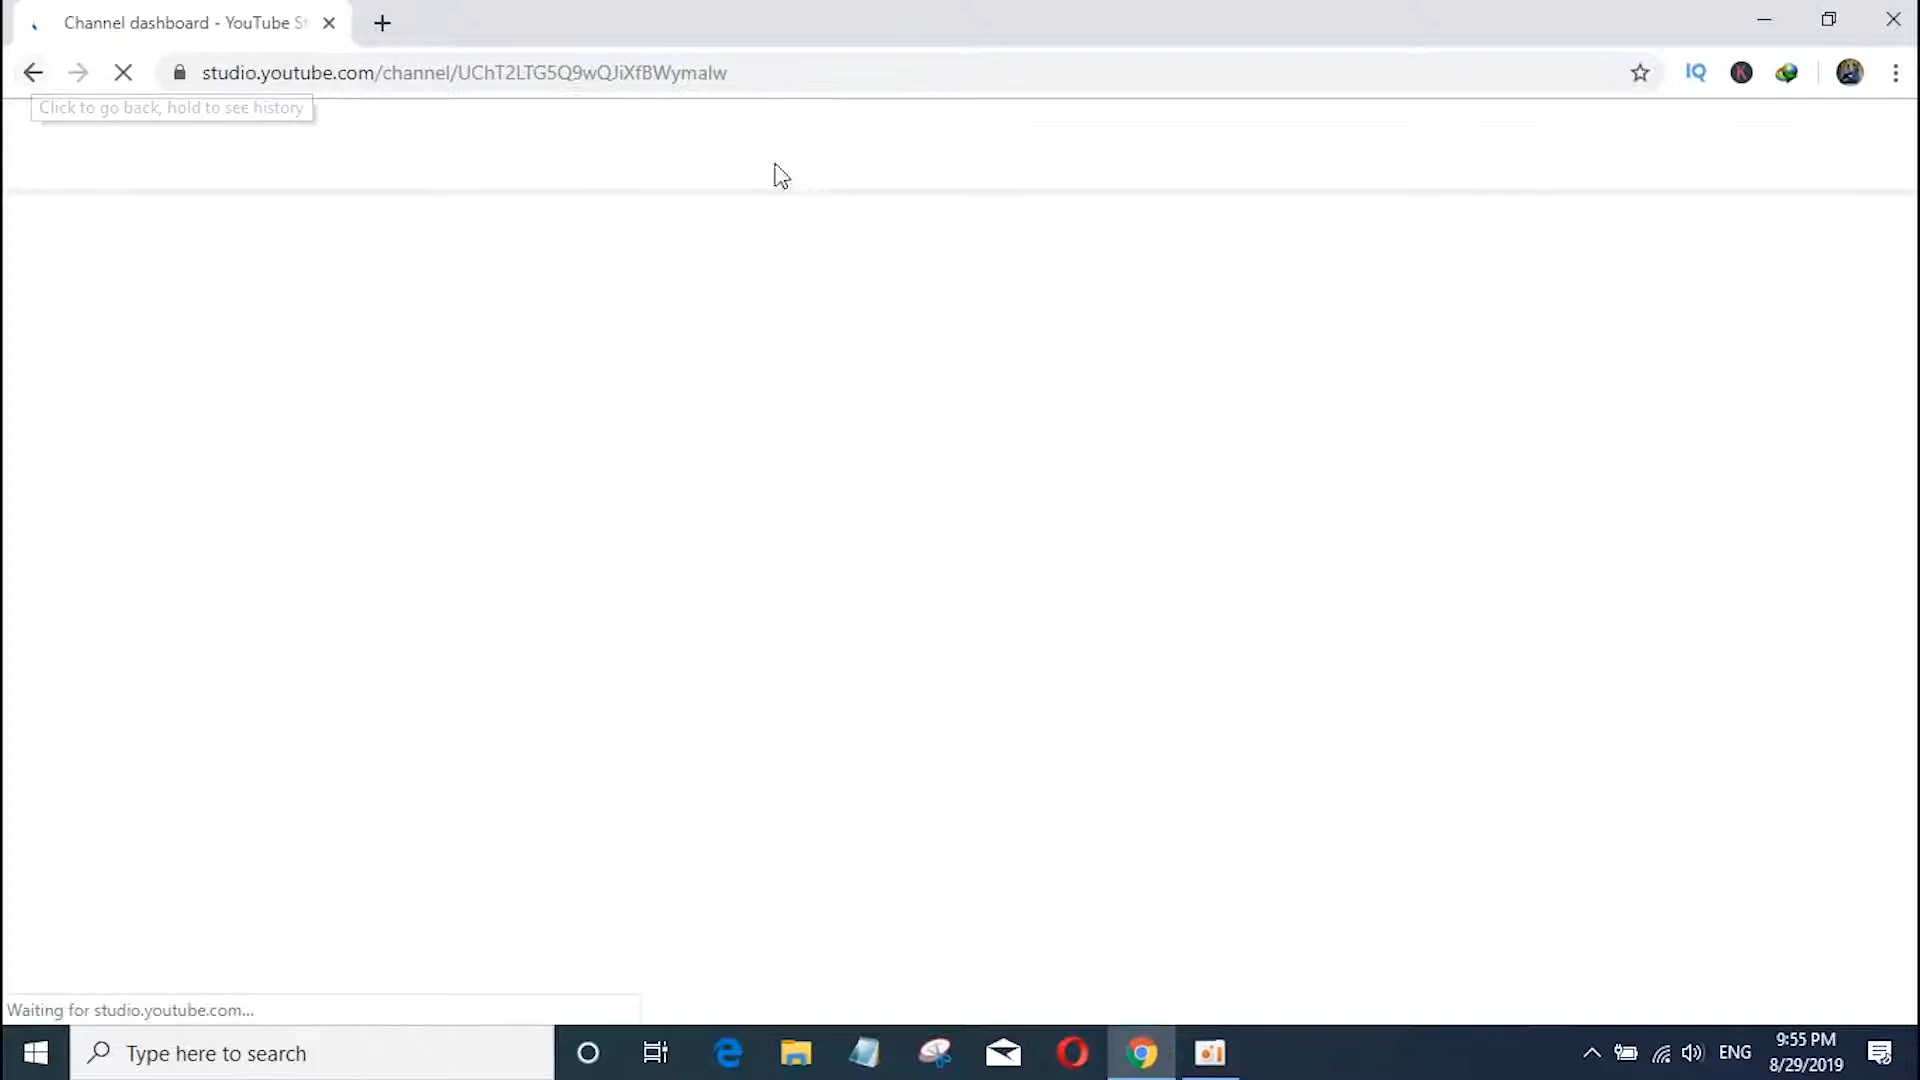 Channel dashboard - YouTube St
studio.youtube.com/channel/UChT2LTG5Q9wQJiXfBWymalw
IQ
K
Click to go back, hold to see history
Waiting for studio.youtube.com...
Type here to search
ENG
9:55 PM
8/29/2019